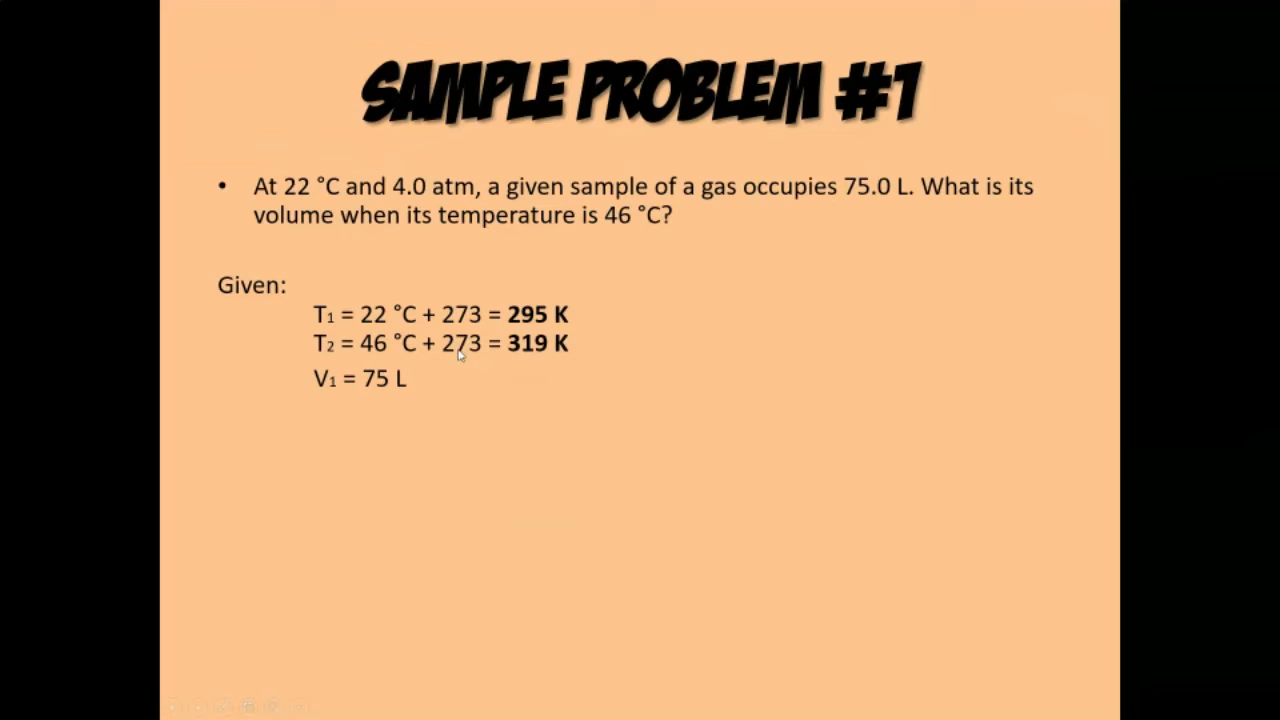 SAMPLE PROBLEM #1
• At 22 °C and 4.0 atm, a given sample of a gas occupies 75.0 L. What is its
volume when its temperature is 46 °C?
Given:
T₁ = 22 °C + 273 = 295 K
T₂ = 46 °C + 273 = 319 K
V₁ = 75 L